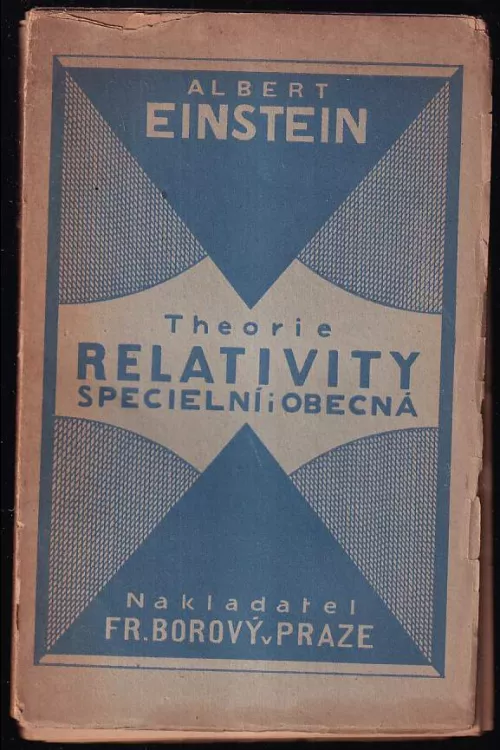 ALBERT
EINSTEIN
Theorie
RELATIVITY
SPECIELNÍ i OBECNÁ
Nakladatel
FR. BOROVÝ v PRAZE